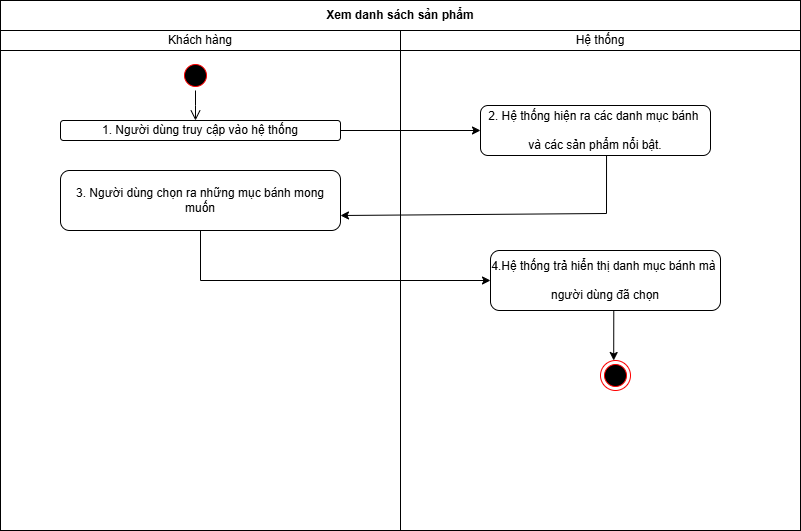 Xem danh sách sản phẩm
Khách hàng
Hệ thống
1. Người dùng truy cập vào hệ thống
2. Hệ thống hiện ra các danh mục bánh
và các sản phẩm nổi bật.
3. Người dùng chọn ra những mục bánh mong
muốn
4.Hệ thống trả hiển thị danh mục bánh mà
người dùng đã chọn